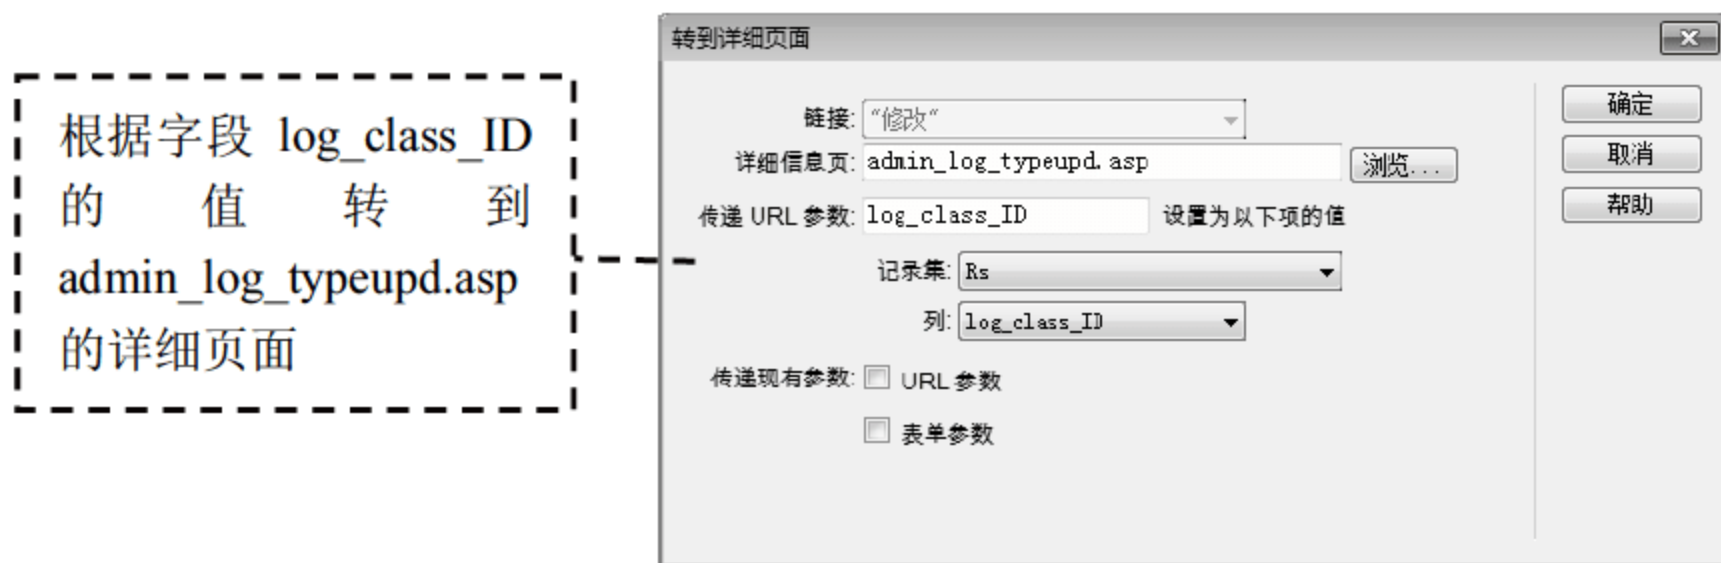 根据字段 log_class_ID
的值转到
admin_log_typeupd.asp
的详细页面
转到详细页面
链接: "修改"
详细信息页: admin_log_typeupd.asp 浏览...
传递 URL 参数: log_class_ID 设置为以下项的值
记录集: Rs
列: log_class_ID
传递现有参数: URL 参数
表单参数
确定
取消
帮助